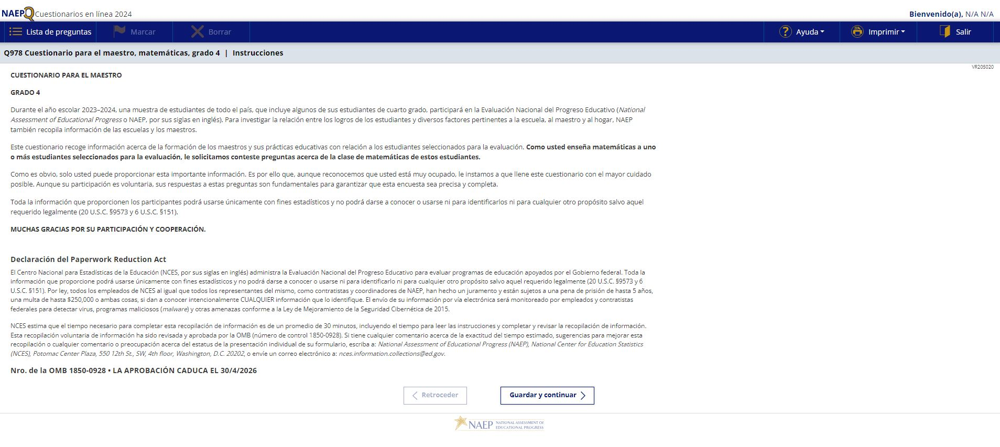 NAEPQ Cuestionarios en línea 2024
Bienvenido(a), N/A N/A
Lista de preguntas
Marcar
Borrar
Ayuda
Imprimir
Salir
Q978 Cuestionario para el maestro, matemáticas, grado 4 | Instrucciones
VR205020
CUESTIONARIO PARA EL MAESTRO
GRADO 4
Durante el año escolar 2023–2024, una muestra de estudiantes de todo el país, que incluye algunos de sus estudiantes de cuarto grado, participará en la Evaluación Nacional del Progreso Educativo (National
Assessment of Educational Progress o NAEP, por sus siglas en inglés). Para investigar la relación entre los logros de los estudiantes y diversos factores pertinentes a la escuela, al maestro y al hogar, NAEP
también recopila información de las escuelas y los maestros.
Este cuestionario recoge información acerca de la formación de los maestros y sus prácticas educativas con relación a los estudiantes seleccionados para la evaluación. Como usted enseña matemáticas a uno
o más estudiantes seleccionados para la evaluación, le solicitamos conteste preguntas acerca de la clase de matemáticas de estos estudiantes.
Como es obvio, solo usted puede proporcionar esta importante información. Es por ello que, aunque reconocemos que usted está muy ocupado, le instamos a que llene este cuestionario con el mayor cuidado
posible. Aunque su participación es voluntaria, sus respuestas a estas preguntas son fundamentales para garantizar que esta encuesta sea precisa y completa.
Toda la información que proporcionen los participantes podrá usarse únicamente con fines estadísticos y no podrá darse a conocer o usarse ni para identificarlos ni para cualquier otro propósito salvo aquel
requerido legalmente (20 U.S.C. §9573 y 6 U.S.C. §151).
MUCHAS GRACIAS POR SU PARTICIPACIÓN Y COOPERACIÓN.
Declaración del Paperwork Reduction Act
El Centro Nacional para Estadísticas de la Educación (NCES, por sus siglas en inglés) administra la Evaluación Nacional del Progreso Educativo para evaluar programas de educación apoyados por el Gobierno federal. Toda la
información que proporcione podrá usarse únicamente con fines estadísticos y no podrá darse a conocer o usarse ni para identificarlo ni para cualquier otro propósito salvo aquel requerido legalmente (20 U.S.C. §9573 y 6
U.S.C. §151). Por ley, todos los empleados de NCES al igual que todos los representantes del mismo, como contratistas y coordinadores de NAEP, han hecho un juramento y están sujetos a una pena de prisión de hasta 5 años,
una multa de hasta $250,000 o ambas cosas, si dan a conocer intencionalmente CUALQUIER información que lo identifique. El envío de su información por vía electrónica será monitoreado por empleados y contratistas
federales para detectar virus, programas maliciosos (malware) y otras amenazas conforme a la Ley de Mejoramiento de la Seguridad Cibernética de 2015.
NCES estima que el tiempo necesario para completar esta recopilación de información es de un promedio de 30 minutos, incluyendo el tiempo para leer las instrucciones y completar y revisar la recopilación de información.
Esta recopilación voluntaria de información ha sido revisada y aprobada por la OMB (número de control 1850-0928). Si tiene cualquier comentario acerca de la exactitud del tiempo estimado, sugerencias para mejorar esta
recopilación o cualquier comentario o preocupación acerca del estatus de la presentación individual de su formulario, escriba a: National Assessment of Educational Progress (NAEP), National Center for Education Statistics
(NCES), Potomac Center Plaza, 550 12th St., SW, 4th floor, Washington, D.C. 20202, o envíe un correo electrónico a: nces.information.collections@ed.gov.
Nro. de la OMB 1850-0928 • LA APROBACIÓN CADUCA EL 30/4/2026
Retroceder
Guardar y continuar
NAEP NATIONAL ASSESSMENT OF
EDUCATIONAL PROGRESS